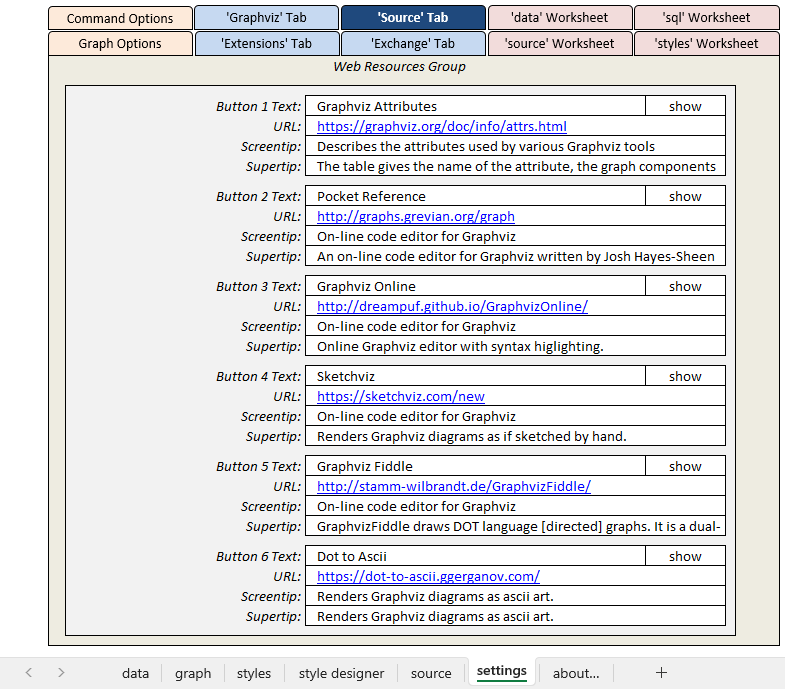 Command Options 'Graphviz' Tab 'Source' Tab 'data' Worksheet 'sql' Worksheet
Graph Options 'Extensions' Tab 'Exchange' Tab 'source' Worksheet 'styles' Worksheet
Web Resources Group
Button 1 Text: Graphviz Attributes show
URL: https://graphviz.org/doc/info/attrs.html
Screentip: Describes the attributes used by various Graphviz tools
Supertip: The table gives the name of the attribute, the graph components
Button 2 Text: Pocket Reference show
URL: http://graphs.grevian.org/graph
Screentip: On-line code editor for Graphviz
Supertip: An on-line code editor for Graphviz written by Josh Hayes-Sheen
Button 3 Text: Graphviz Online show
URL: http://dreampuf.github.io/GraphvizOnline/
Screentip: On-line code editor for Graphviz
Supertip: Online Graphviz editor with syntax higlighting.
Button 4 Text: Sketchviz show
URL: https://sketchviz.com/new
Screentip: On-line code editor for Graphviz
Supertip: Renders Graphviz diagrams as if sketched by hand.
Button 5 Text: Graphviz Fiddle show
URL: http://stamm-wilbrandt.de/GraphvizFiddle/
Screentip: On-line code editor for Graphviz
Supertip: GraphvizFiddle draws DOT language [directed] graphs. It is a dual-
Button 6 Text: Dot to Ascii show
URL: https://dot-to-ascii.ggerganov.com/
Screentip: Renders Graphviz diagrams as ascii art.
Supertip: Renders Graphviz diagrams as ascii art.
data graph styles style designer source settings about...